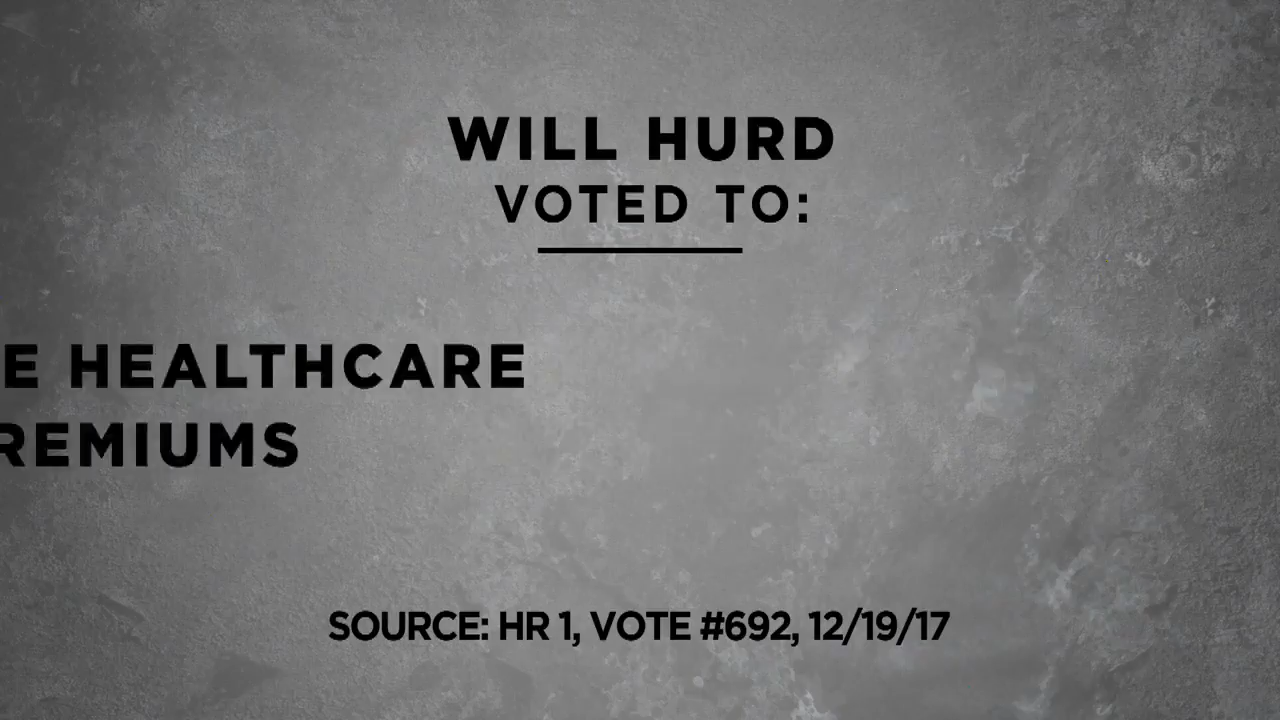 WILL HURD
VOTED TO:
E HEALTHCARE
REMIUMS
SOURCE: HR 1, VOTE #692, 12/19/17